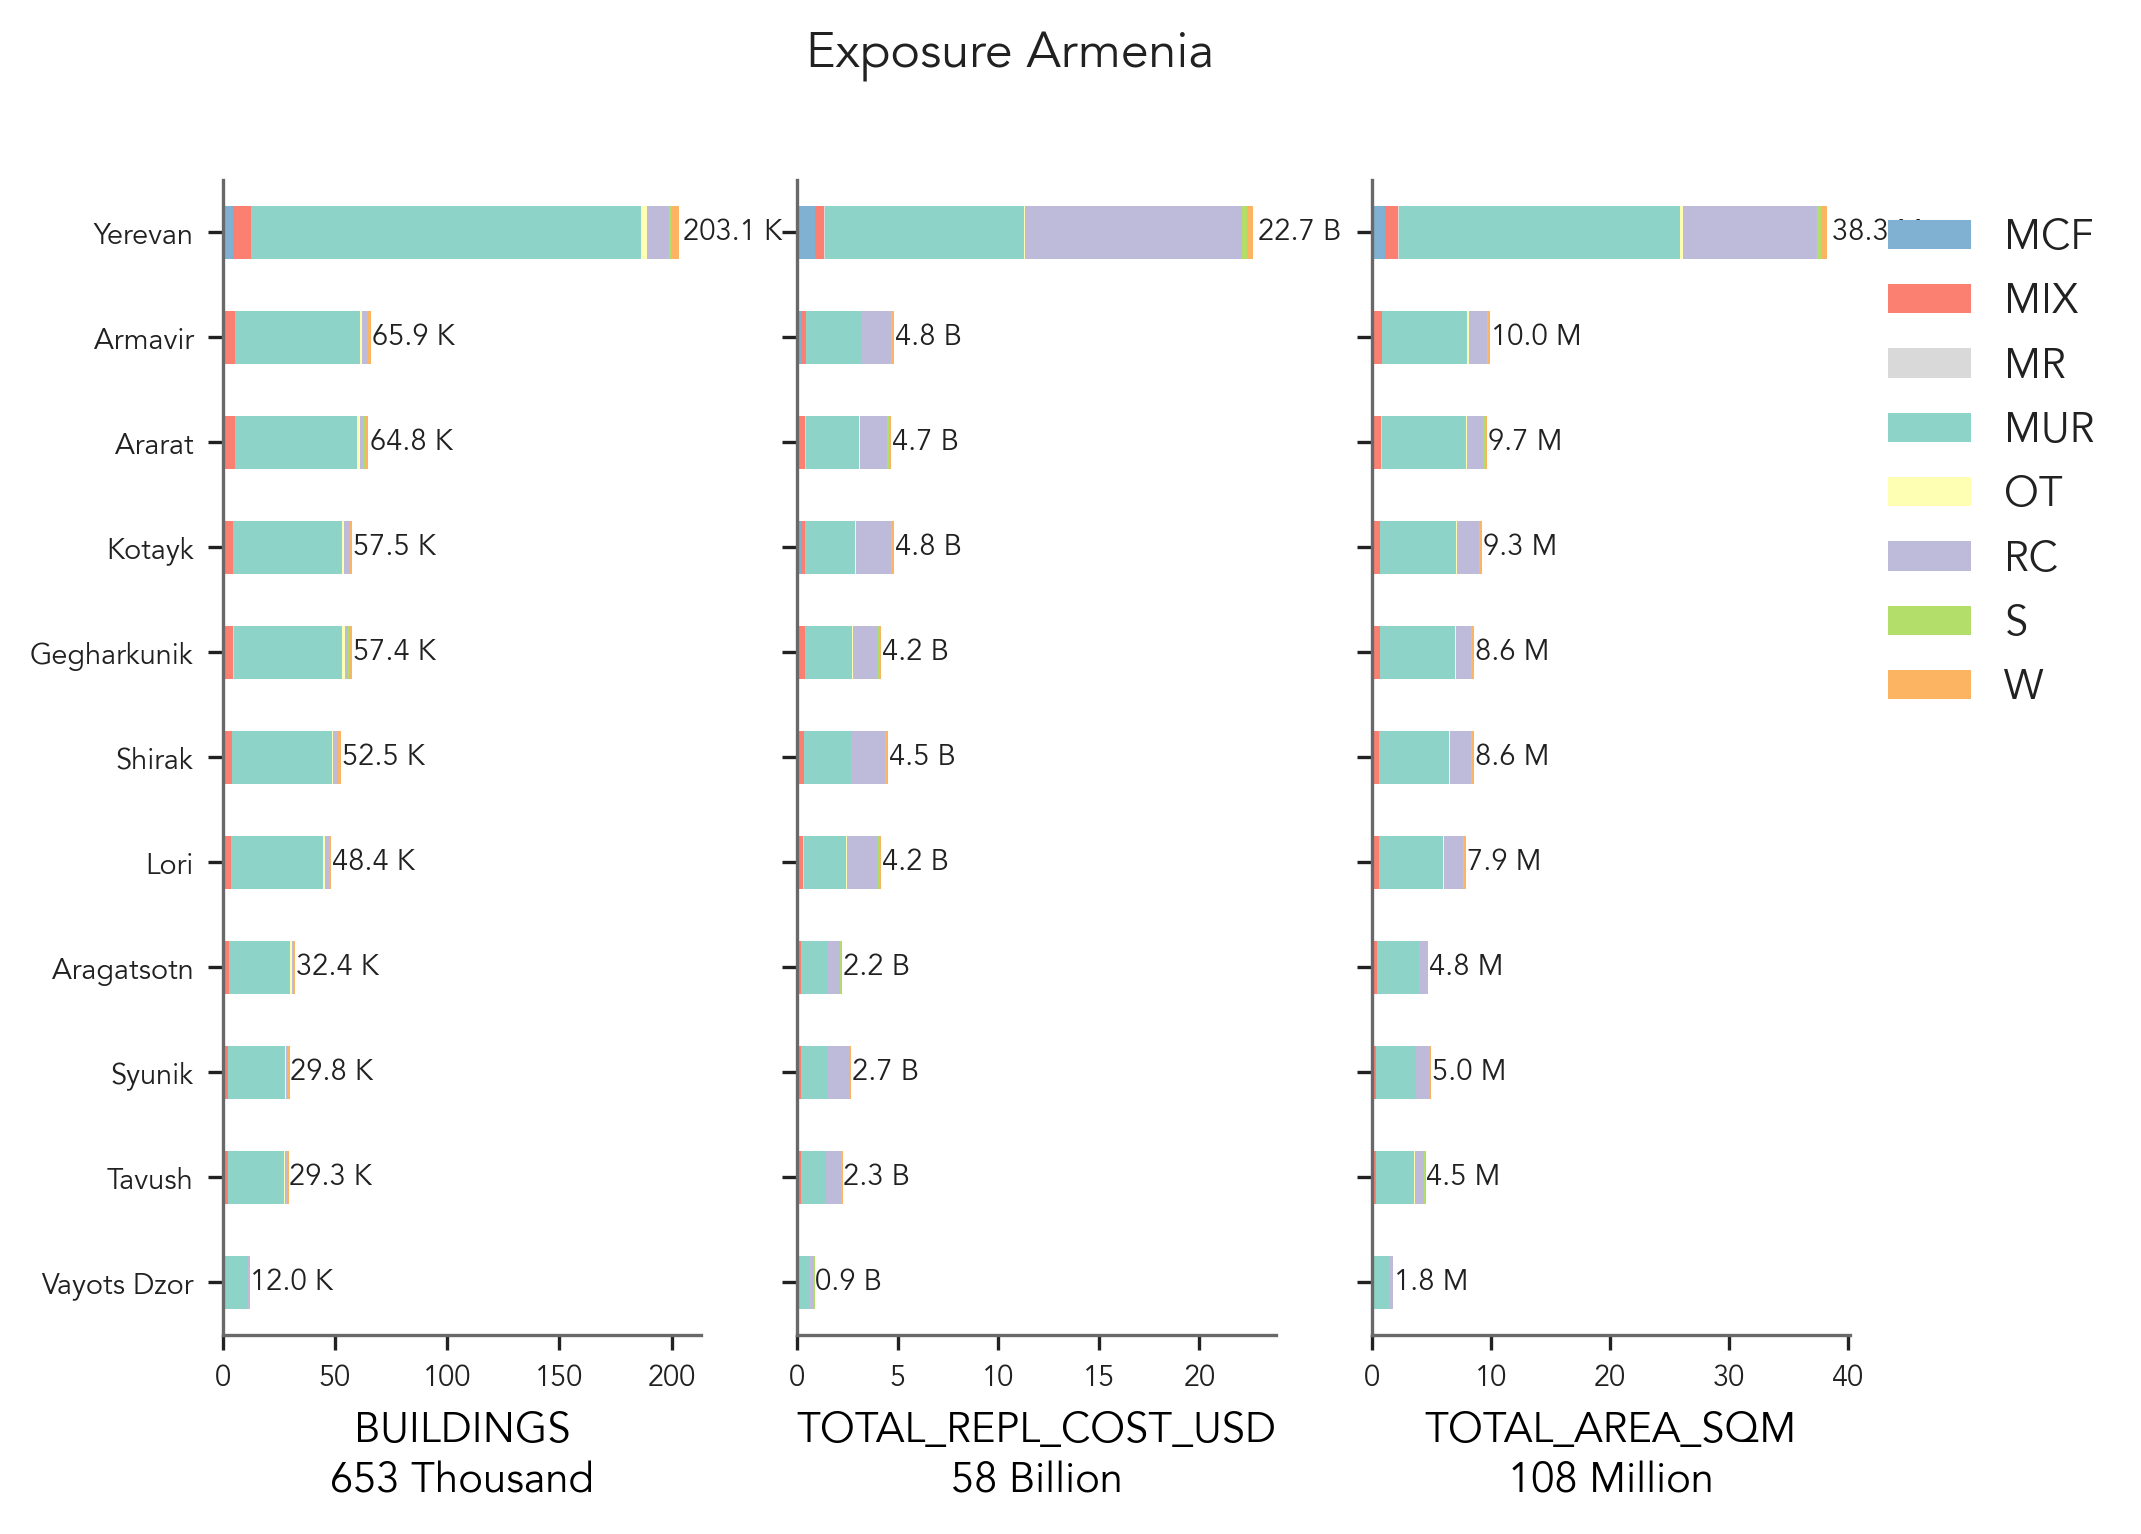 Exposure Armenia
Yerevan
Armavir
Ararat
Kotayk
Gegharkunik
Shirak
Lori
Aragatsotn
Syunik
Tavush
Vayots Dzor
203.1 K
65.9 K
64.8 K
57.5 K
57.4 K
52.5 K
48.4 K
32.4 K
29.8 K
29.3 K
12.0 K
0 50 100 150 200
BUILDINGS
653 Thousand
22.7 B
4.8 B
4.7 B
4.8 B
4.2 B
4.5 B
4.2 B
2.2 B
2.7 B
2.3 B
0.9 B
0 5 10 15 20
TOTAL_REPL_COST_USD
58 Billion
38.3
10.0 M
9.7 M
9.3 M
8.6 M
8.6 M
7.9 M
4.8 M
5.0 M
4.5 M
1.8 M
0 10 20 30 40
TOTAL_AREA_SQM
108 Million
MCF
MIX
MR
MUR
OT
RC
S
W